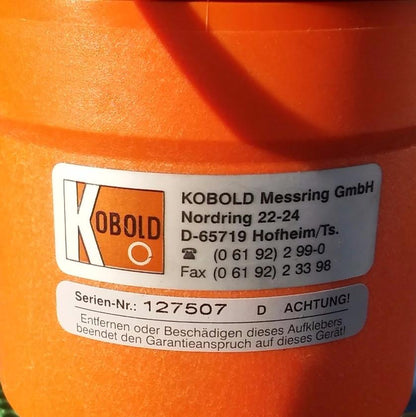 KOBOLD
KOBOLD Messring GmbH
Nordring 22-24
D-65719 Hofheim/Ts.
☎ (0 61 92) 2 99-0
Fax (0 61 92) 2 33 98
Serien-Nr.: 127507 D ACHTUNG!
Entfernen oder Beschädigen dieses Aufklebers
beendet den Garantieanspruch auf dieses Gerät!